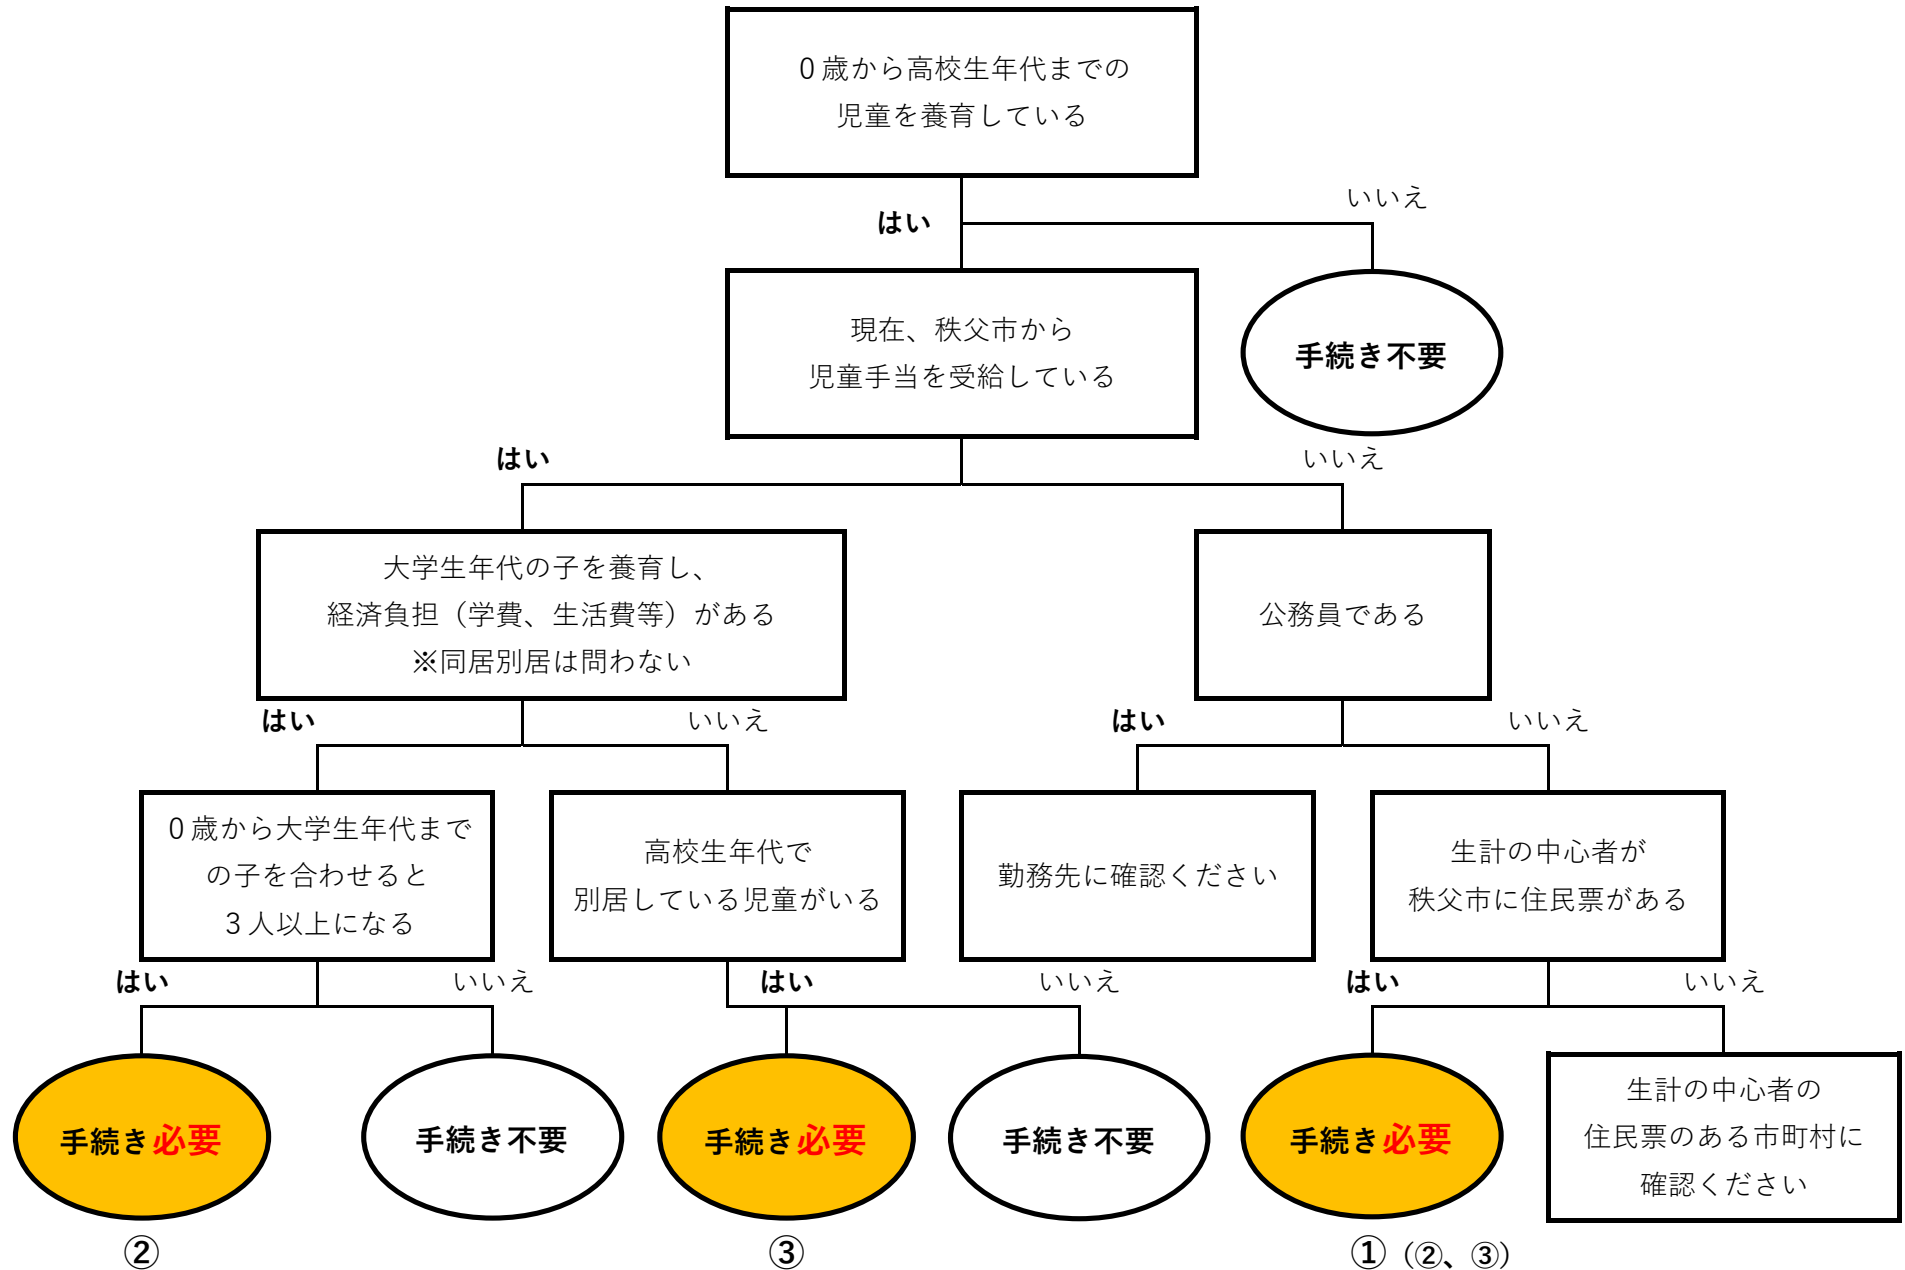 0歳から高校生年代までの
児童を養育している
はい
いいえ
現在、秩父市から
児童手当を受給している
手続き不要
はい
いいえ
大学生年代の子を養育し、
経済負担（学費、生活費等）がある
※同居別居は問わない
公務員である
はい
いいえ
はい
いいえ
0歳から大学生年代まで
の子を合わせると
3人以上になる
高校生年代で
別居している児童がいる
勤務先に確認ください
生計の中心者が
秩父市に住民票がある
はい
いいえ
はい
いいえ
はい
いいえ
手続き必要
手続き不要
手続き必要
手続き不要
手続き必要
生計の中心者の
住民票のある市町村に
確認ください
②
③
①（②、③）